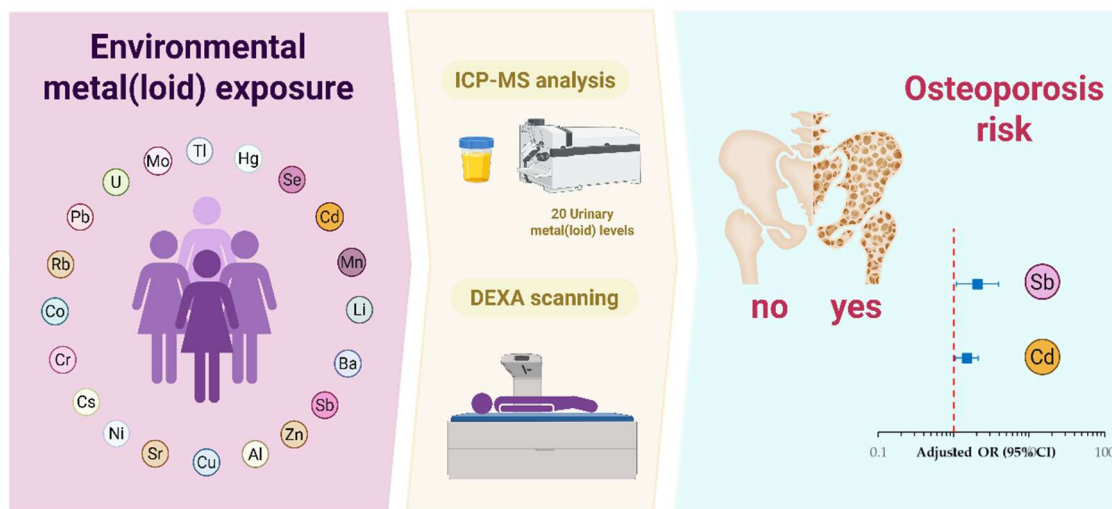 Environmental
metal(loid) exposure
Tl
Hg
Se
Cd
Mn
Li
Ba
Sb
Zn
Al
Cu
Sr
Ni
Cs
Cr
Co
Rb
Pb
U
Mo
ICP-MS analysis
20 Urinary
metal(loid) levels
DEXA scanning
Osteoporosis
risk
no yes
Sb
Cd
0.1 100
Adjusted OR (95% CI)